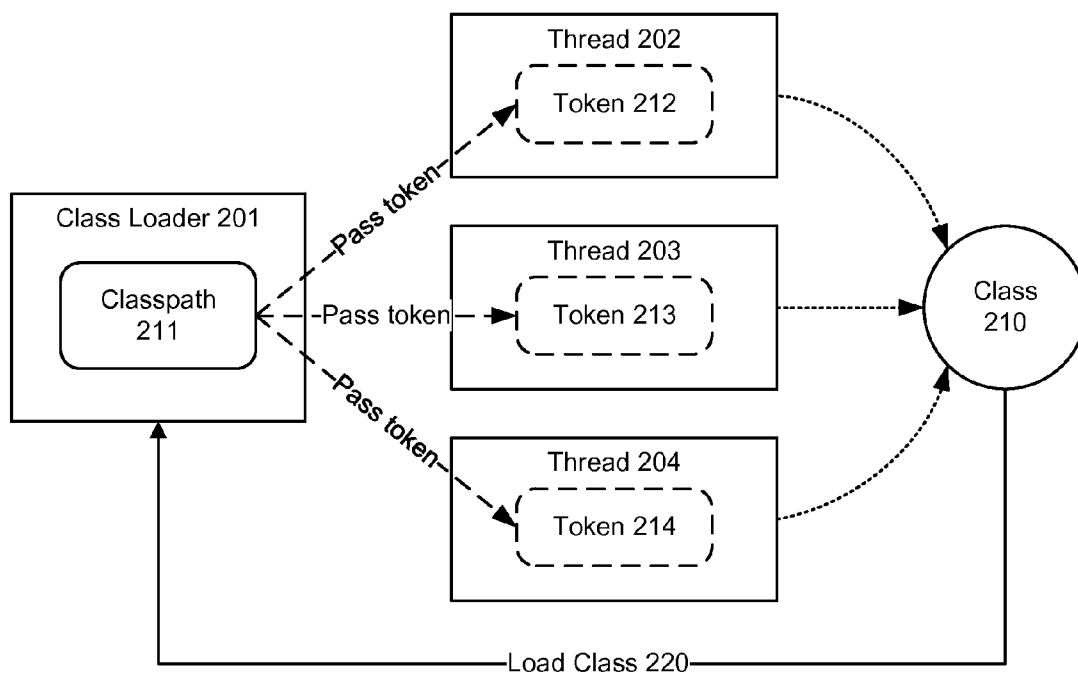 Thread 202
Token 212
Pass token
Class Loader 201
Classpath
211
Pass token
Thread 203
Token 213
Class
210
Pass token
Thread 204
Token 214
Load Class 220